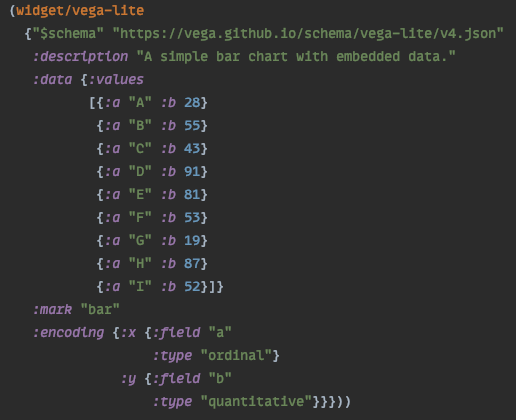 (widget/vega-lite
{"$schema" "https://vega.github.io/schema/vega-lite/v4.json"
:description "A simple bar chart with embedded data."
:data {:values
[{:a "A" :b 28}
{:a "B" :b 55}
{:a "C" :b 43}
{:a "D" :b 91}
{:a "E" :b 81}
{:a "F" :b 53}
{:a "G" :b 19}
{:a "H" :b 87}
{:a "I" :b 52}]}
:mark "bar"
:encoding {:x {:field "a"
:type "ordinal"}
:y {:field "b"
:type "quantitative"}}}))